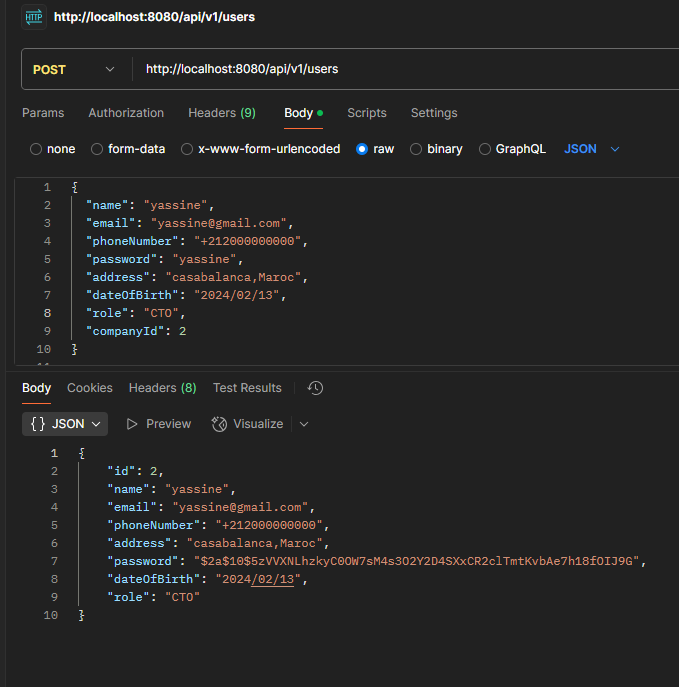 HTTP http://localhost:8080/api/v1/users
POST http://localhost:8080/api/v1/users
Params Authorization Headers (9) Body Scripts Settings
none form-data x-www-form-urlencoded raw binary GraphQL JSON
1 {
2 "name": "yassine",
3 "email": "yassine@gmail.com",
4 "phoneNumber": "+212000000000",
5 "password": "yassine",
6 "address": "casabalanca,Maroc",
7 "dateOfBirth": "2024/02/13",
8 "role": "CTO",
9 "companyId": 2
10 }
Body Cookies Headers (8) Test Results
{} JSON Preview Visualize
1 {
2 "id": 2,
3 "name": "yassine",
4 "email": "yassine@gmail.com",
5 "phoneNumber": "+212000000000",
6 "address": "casabalanca,Maroc",
7 "password": "$2a$10$5zVVXNLhzkyC0OW7sM4s3O2Y2D4SXxCR2clTmtKvbAe7h18fOIJ9G",
8 "dateOfBirth": "2024/02/13",
9 "role": "CTO"
10 }